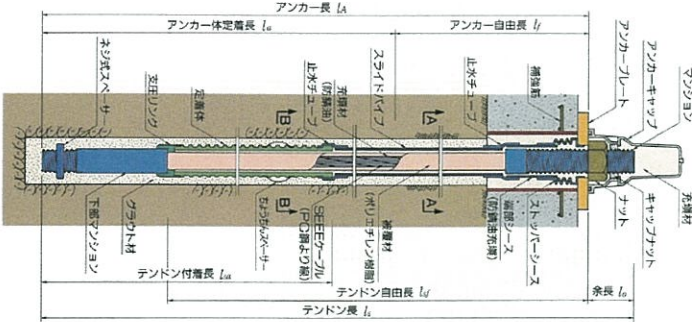 アンカー長 lA
アンカー体定着長 la
アンカー自由長 lf
マンション
アンカーキャップ
アンカープレート
補強筋
止水チューブ
スライドパイプ
充填材
(防錆油)
止水チューブ
定着体
支圧リング
ネジ式スペーサ
A
B
A
B
充填材
キャップナット
ナット
ストッパーシース
端部シース
(防錆油充填)
被覆材
(ポリエチレン樹脂)
SEEEケーブル
(PC鋼より線)
ちょうちんスペーサー
グラウト材
下部マンション
テンドン付着長
テンドン自由長
余長
テンドン長